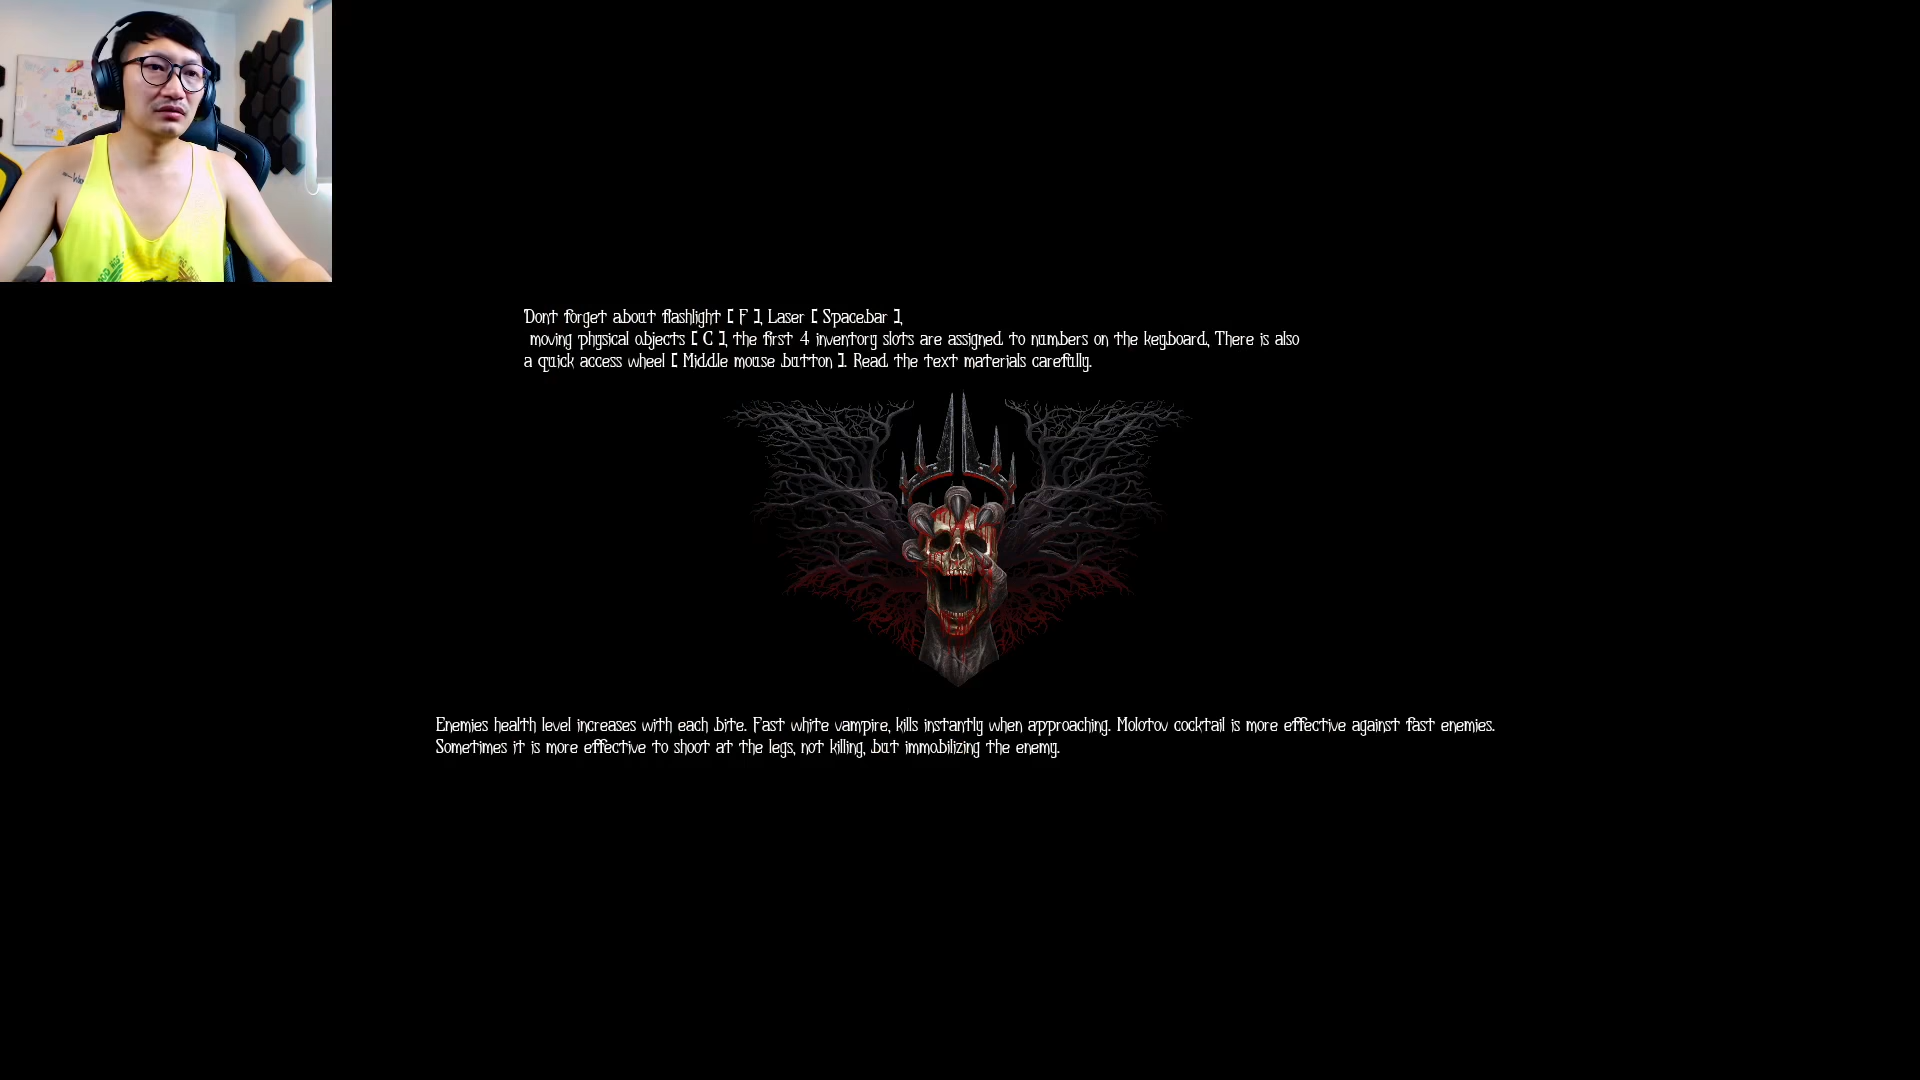 Dont forget about flashlight [ F ], Laser [ Spacebar ],
moving physical objects [ C ], the first 4 inventory slots are assigned to numbers on the keyboard, There is also
a quick access wheel [ Middle mouse button ]. Read the text materials carefully.
Enemies health level increases with each bite. Fast white vampire, kills instantly when approaching. Molotov cocktail is more effective against fast enemies.
Sometimes it is more effective to shoot at the legs, not killing, but immobilizing the enemy.